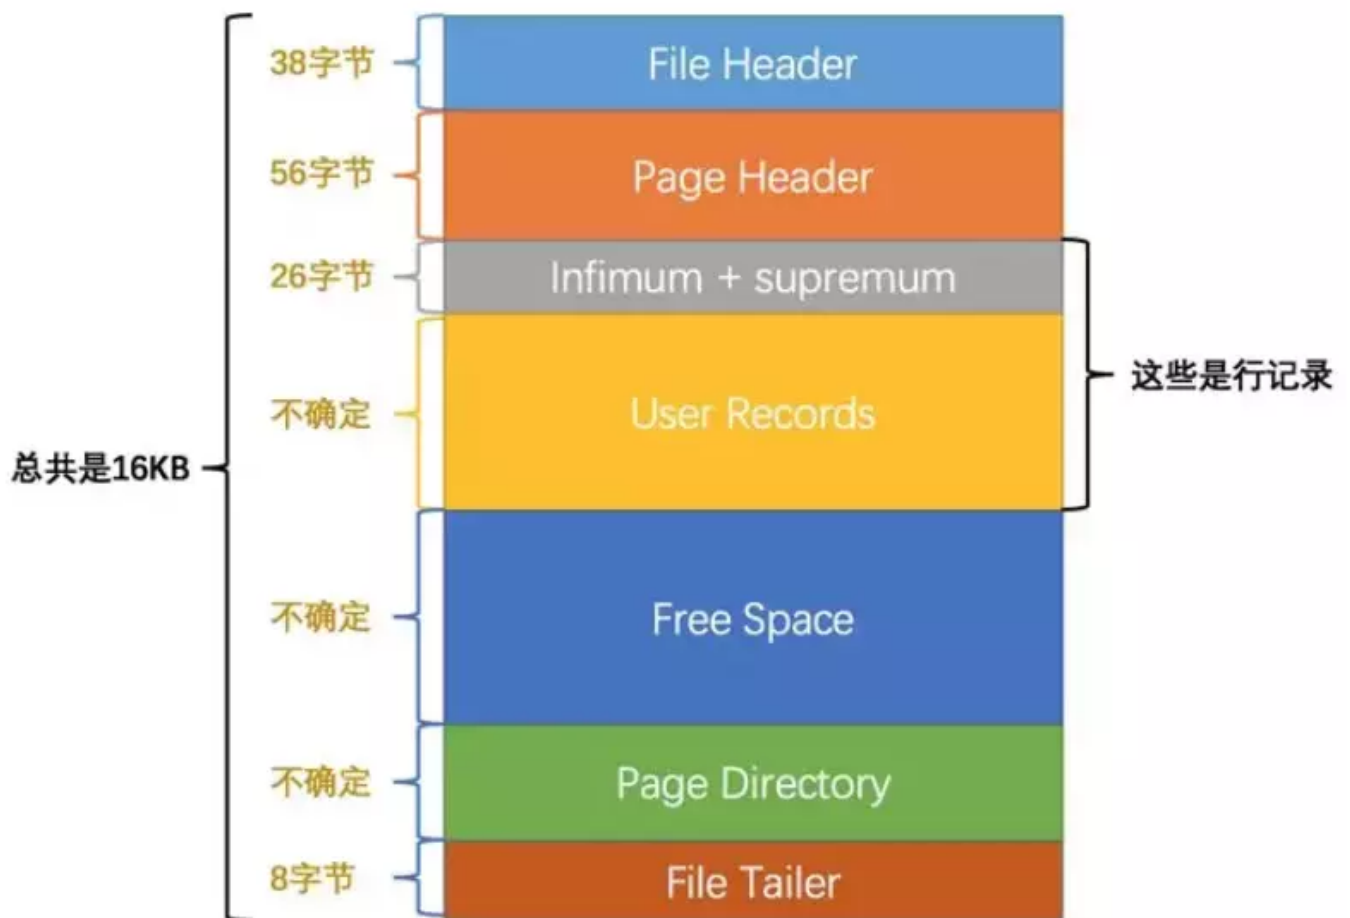 38字节
File Header
56字节
Page Header
26字节
Infimum + supremum
不确定
User Records
这些是行记录
总共是16KB
不确定
Free Space
不确定
Page Directory
8字节
File Tailer